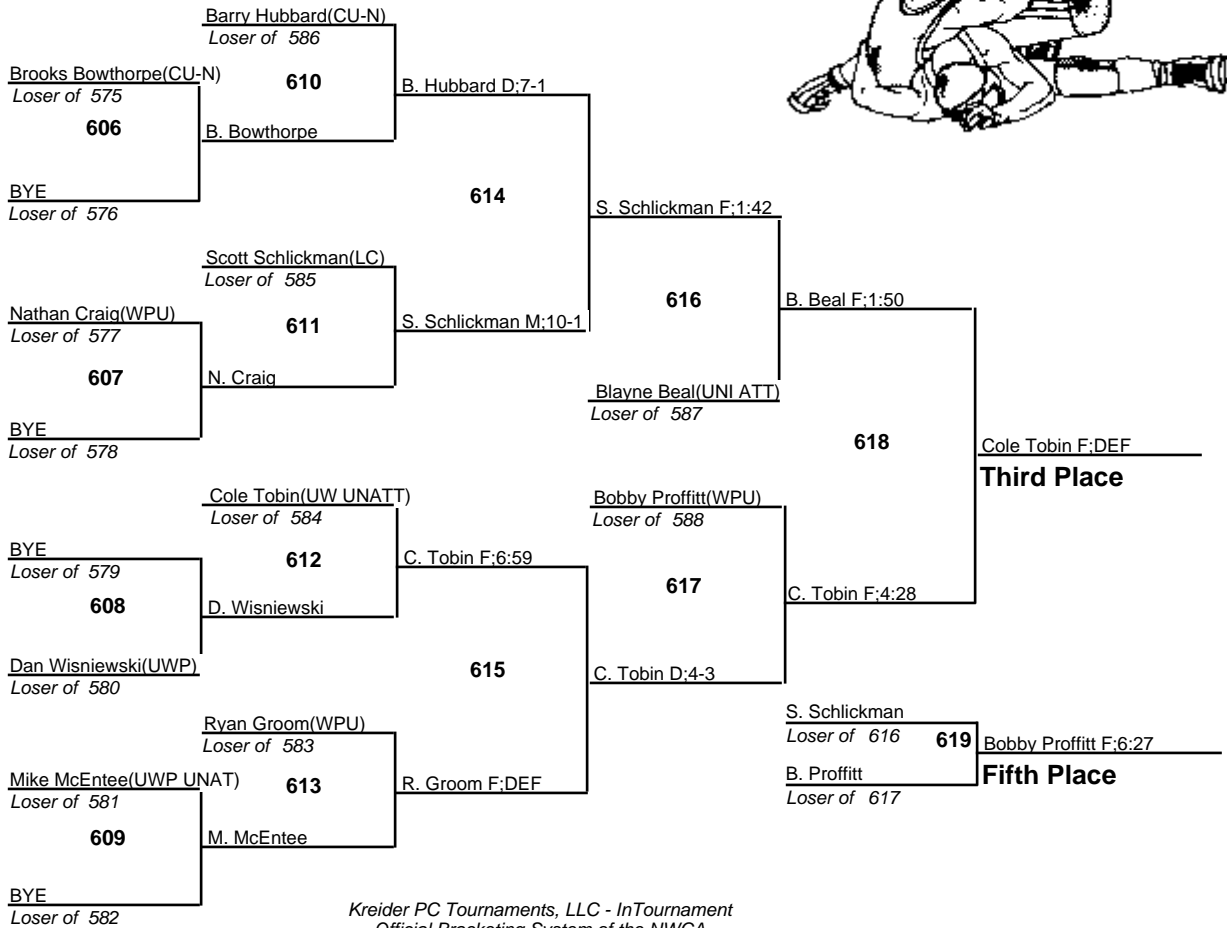 Barry Hubbard(CU-N)
Loser of 586
Brooks Bowthorpe(CU-N)
Loser of 575
610
B. Hubbard D;7-1
606
B. Bowthorpe
BYE
Loser of 576
614
S. Schlickman F;1:42
Scott Schlickman(LC)
Loser of 585
616
B. Beal F;1:50
Nathan Craig(WPU)
Loser of 577
611
S. Schlickman M;10-1
607
N. Craig
Blayne Beal(UNI ATT)
Loser of 587
BYE
Loser of 578
618
Cole Tobin F;DEF
Third Place
Cole Tobin(UW UNATT)
Loser of 584
Bobby Proffitt(WPU)
Loser of 588
BYE
Loser of 579
612
C. Tobin F;6:59
617
C. Tobin F;4:28
608
D. Wisniewski
Dan Wisniewski(UWP)
Loser of 580
615
C. Tobin D;4-3
Ryan Groom(WPU)
Loser of 583
S. Schlickman
Loser of 616
619
Bobby Proffitt F;6:27
Fifth Place
Mike McEntee(UWP UNAT)
Loser of 581
613
R. Groom F;DEF
B. Proffitt
Loser of 617
609
M. McEntee
BYE
Loser of 582
Kreider PC Tournaments, LLC - InTournament
Official Bracketing System of the NWCA